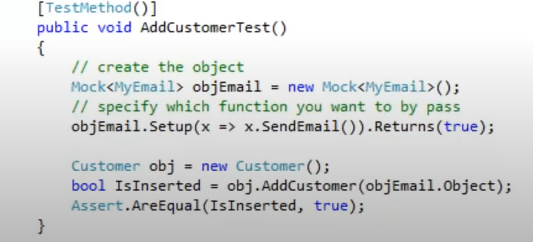 [TestMethod()]
public void AddCustomerTest()
{
// create the object
Mock<MyEmail> objEmail = new Mock<MyEmail>();
// specify which function you want to by pass
objEmail.Setup(x => x.SendEmail()).Returns(true);
Customer obj = new Customer();
bool IsInserted = obj.AddCustomer(objEmail.Object);
Assert.AreEqual(IsInserted, true);
}